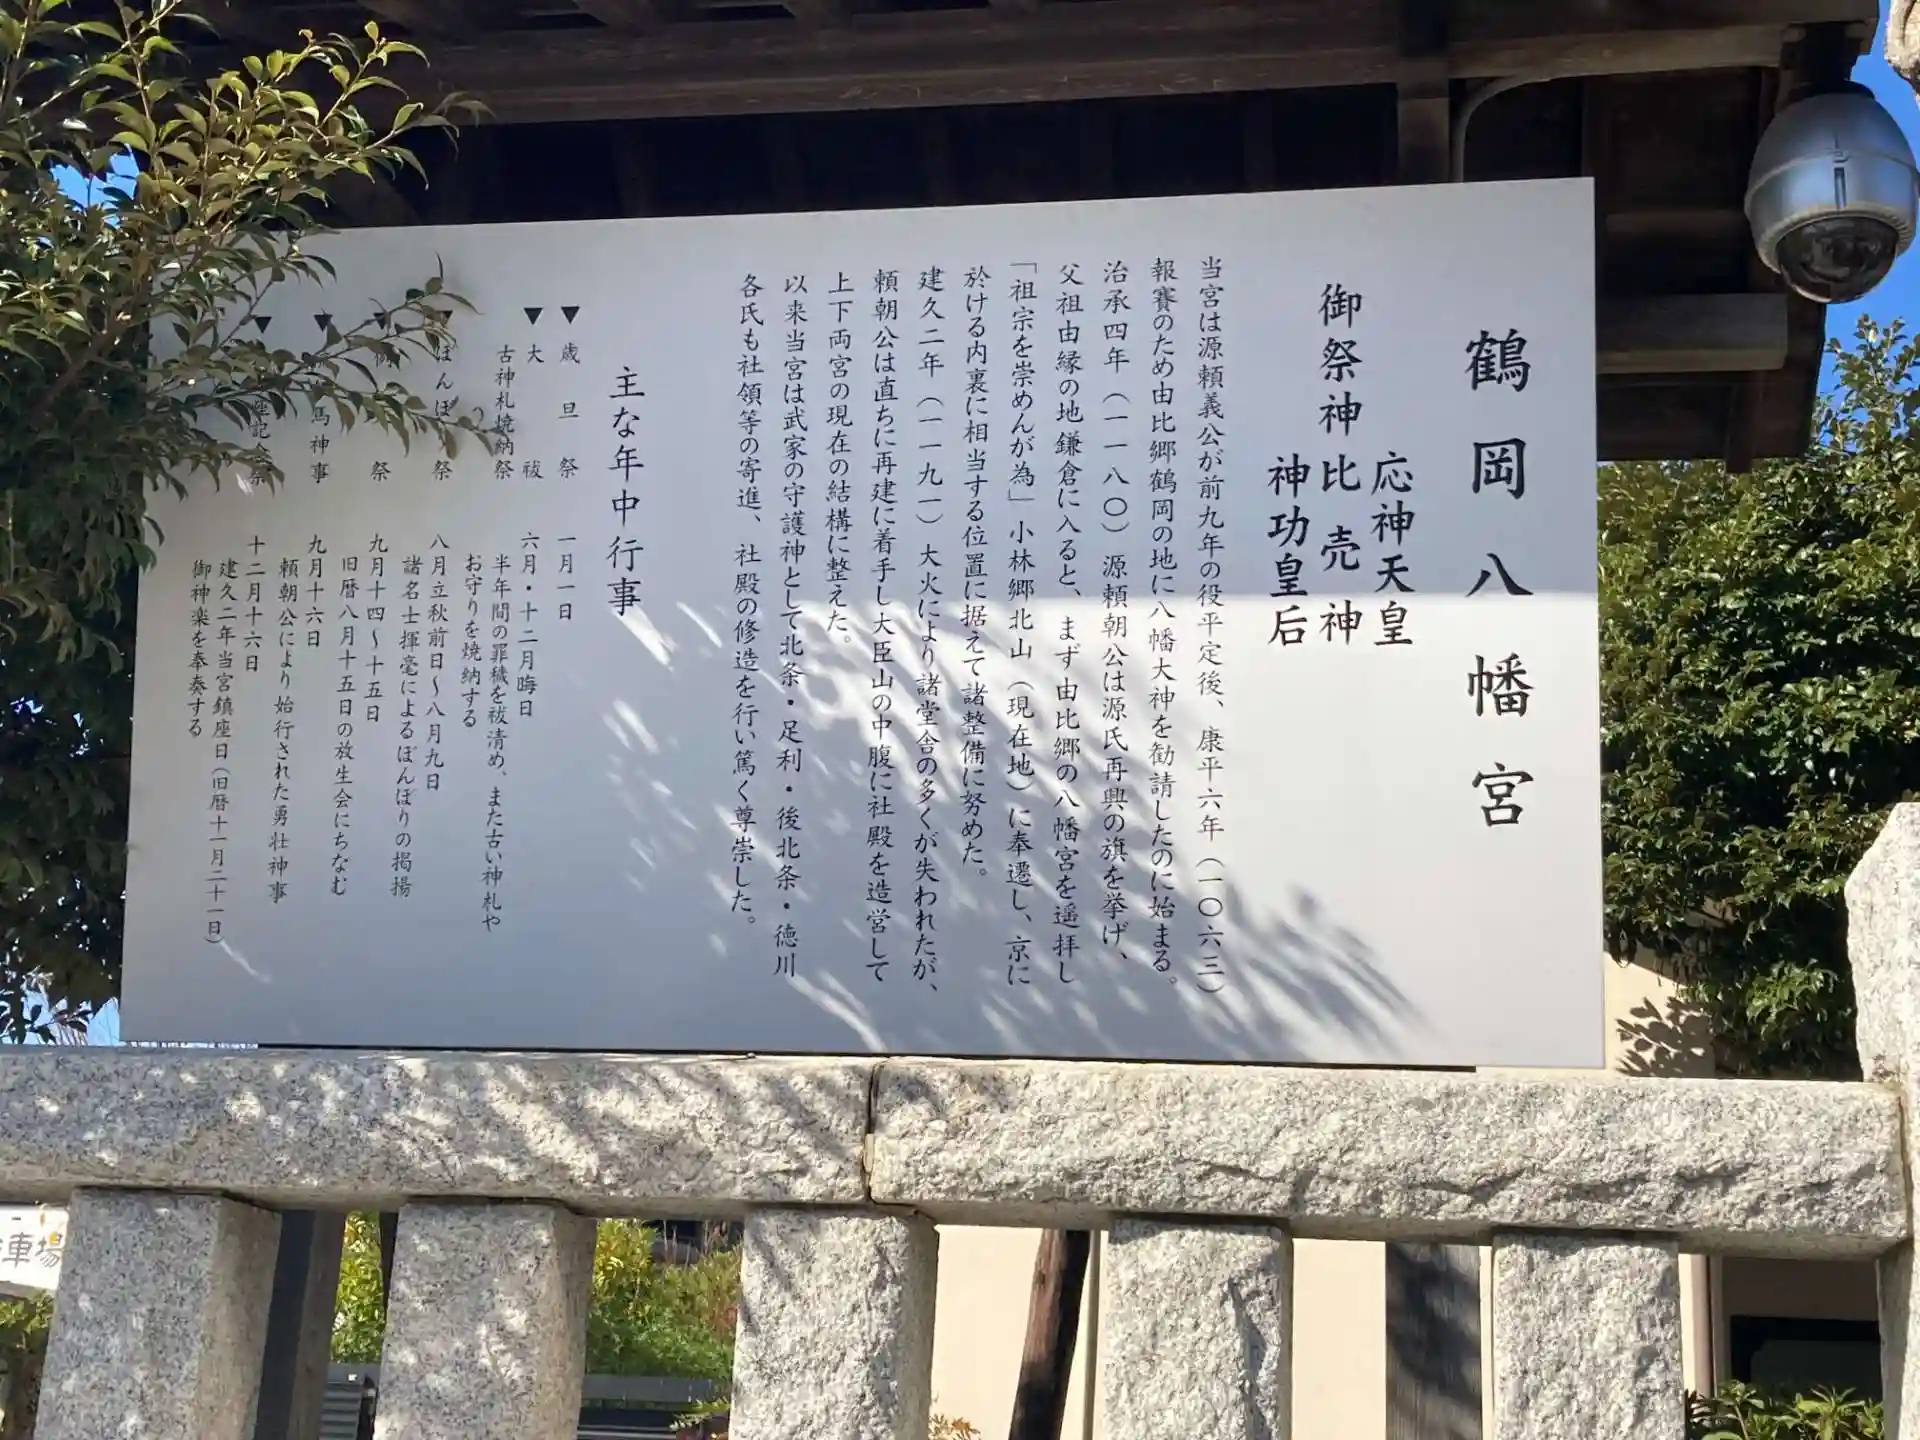 鶴岡八幡宮
応神天皇
御祭神 比売神
神功皇后
当宮は源頼義公が前九年の役平定後、康平六年（一〇六三）
報賽のため由比郷鶴岡の地に八幡大神を勧請したのに始まる。
治承四年（一一八〇）源頼朝公は源氏再興の旗を挙げ、
父祖由縁の地鎌倉に入ると、まず由比郷の八幡宮を遥拝し
「祖宗を崇めんが為」小林郷北山（現在地）に奉遷し、京に
於ける内裏に相当する位置に据えて諸整備に努めた。
建久二年（一一九一）大火により諸堂舎の多くが失われたが、
頼朝公は直ちに再建に着手し大臣山の中腹に社殿を造営して
上下両宮の現在の結構に整えた。
以来当宮は武家の守護神として北条・足利・後北条・徳川
各氏も社領等の寄進、社殿の修造を行い篤く尊崇した。
主な年中行事
▼歳旦祭 一月一日
▼大祓 六月・十二月晦日
古神札焼納祭 半年間の罪穢を祓清め、また古い神札や
お守りを焼納する
▼ぼんぼり祭 八月立秋前日～八月九日
諸名士揮毫によるぼんぼりの掲揚
祭 九月十四～十五日
旧暦八月十五日の放生会にちなむ
▼ 馬神事 九月十六日
頼朝公により始行された勇壮神事
▼ 座記念祭 十二月十六日
建久二年当宮鎮座日（旧暦十一月二十一日）
御神楽を奉奏する
車場